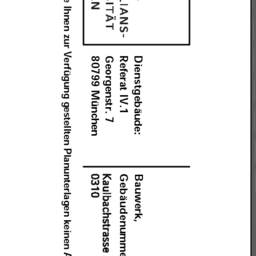 LIANS-
ITÄT
N
Dienstgebäude:
Referat IV.1
Georgenstr. 7
80799 München
Bauwerk,
Gebäudenumme
Kaulbachstrasse
0310
e Ihnen zur Verfügung gestellten Planunterlagen keinen A